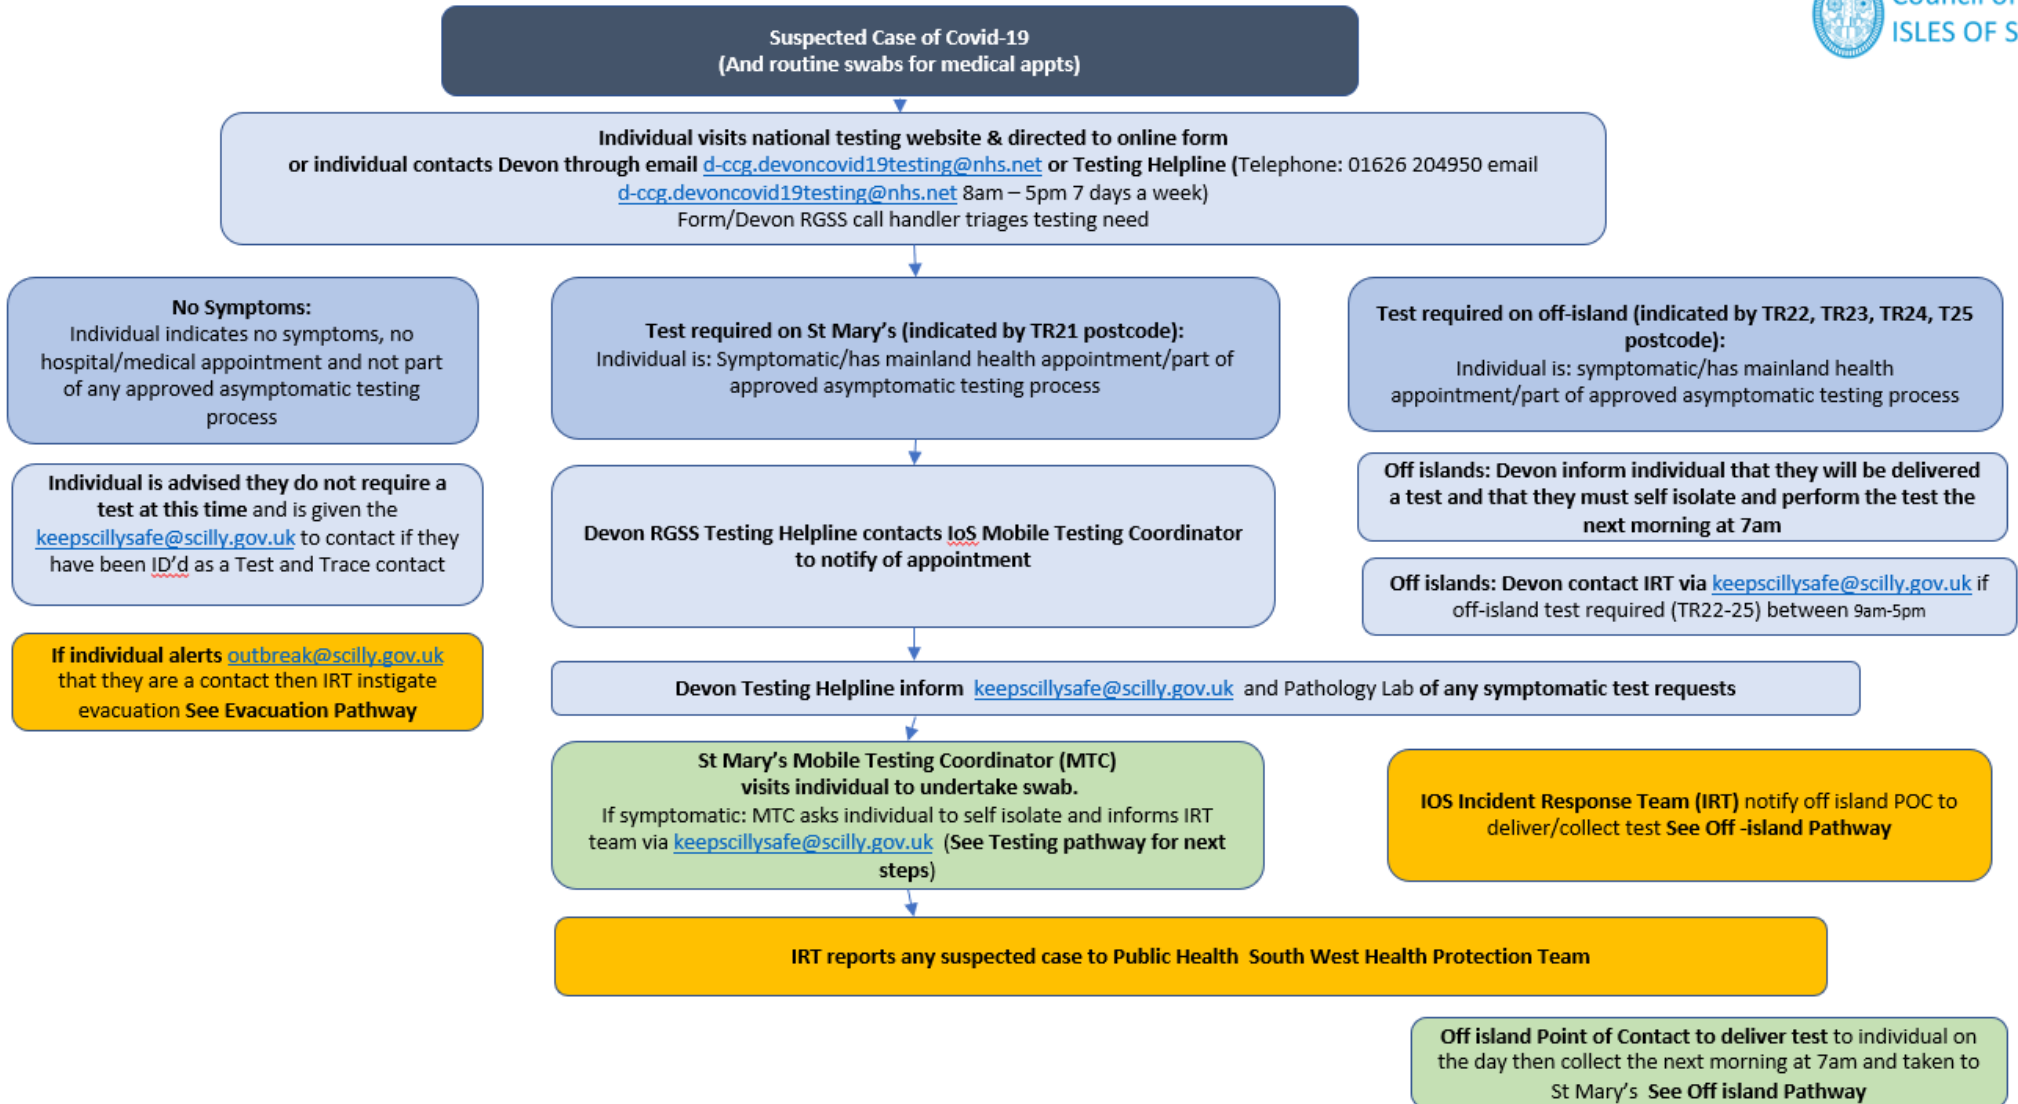 Council of
ISLES OF S
Suspected Case of Covid-19
(And routine swabs for medical appts)
Individual visits national testing website & directed to online form
or individual contacts Devon through email d-ccg.devoncovid19testing@nhs.net or Testing Helpline (Telephone: 01626 204950 email
d-ccg.devoncovid19testing@nhs.net 8am – 5pm 7 days a week)
Form/Devon RGSS call handler triages testing need
No Symptoms:
Individual indicates no symptoms, no
hospital/medical appointment and not part
of any approved asymptomatic testing
process
Test required on St Mary's (indicated by TR21 postcode):
Individual is: Symptomatic/has mainland health appointment/part of
approved asymptomatic testing process
Test required on off-island (indicated by TR22, TR23, TR24, T25
postcode):
Individual is: symptomatic/has mainland health
appointment/part of approved asymptomatic testing process
Individual is advised they do not require a
test at this time and is given the
keepscillysafe@scilly.gov.uk to contact if they
have been ID'd as a Test and Trace contact
Devon RGSS Testing Helpline contacts IoS Mobile Testing Coordinator
to notify of appointment
Off islands: Devon inform individual that they will be delivered
a test and that they must self isolate and perform the test the
next morning at 7am
Off islands: Devon contact IRT via keepscillysafe@scilly.gov.uk if
off-island test required (TR22-25) between 9am-5pm
If individual alerts outbreak@scilly.gov.uk
that they are a contact then IRT instigate
evacuation See Evacuation Pathway
Devon Testing Helpline inform keepscillysafe@scilly.gov.uk and Pathology Lab of any symptomatic test requests
St Mary's Mobile Testing Coordinator (MTC)
visits individual to undertake swab.
If symptomatic: MTC asks individual to self isolate and informs IRT
team via keepscillysafe@scilly.gov.uk (See Testing pathway for next
steps)
IOS Incident Response Team (IRT) notify off island POC to
deliver/collect test See Off -island Pathway
IRT reports any suspected case to Public Health South West Health Protection Team
Off island Point of Contact to deliver test to individual on
the day then collect the next morning at 7am and taken to
St Mary's See Off island Pathway